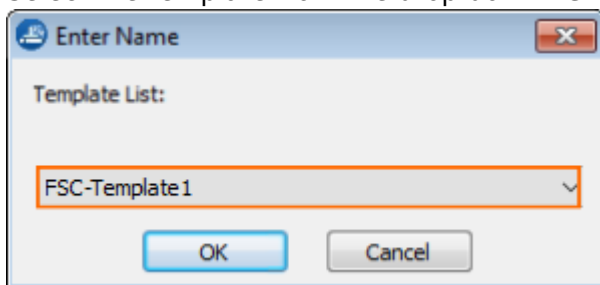 Enter Name
Template List:
FSC-Template1
OK
Cancel